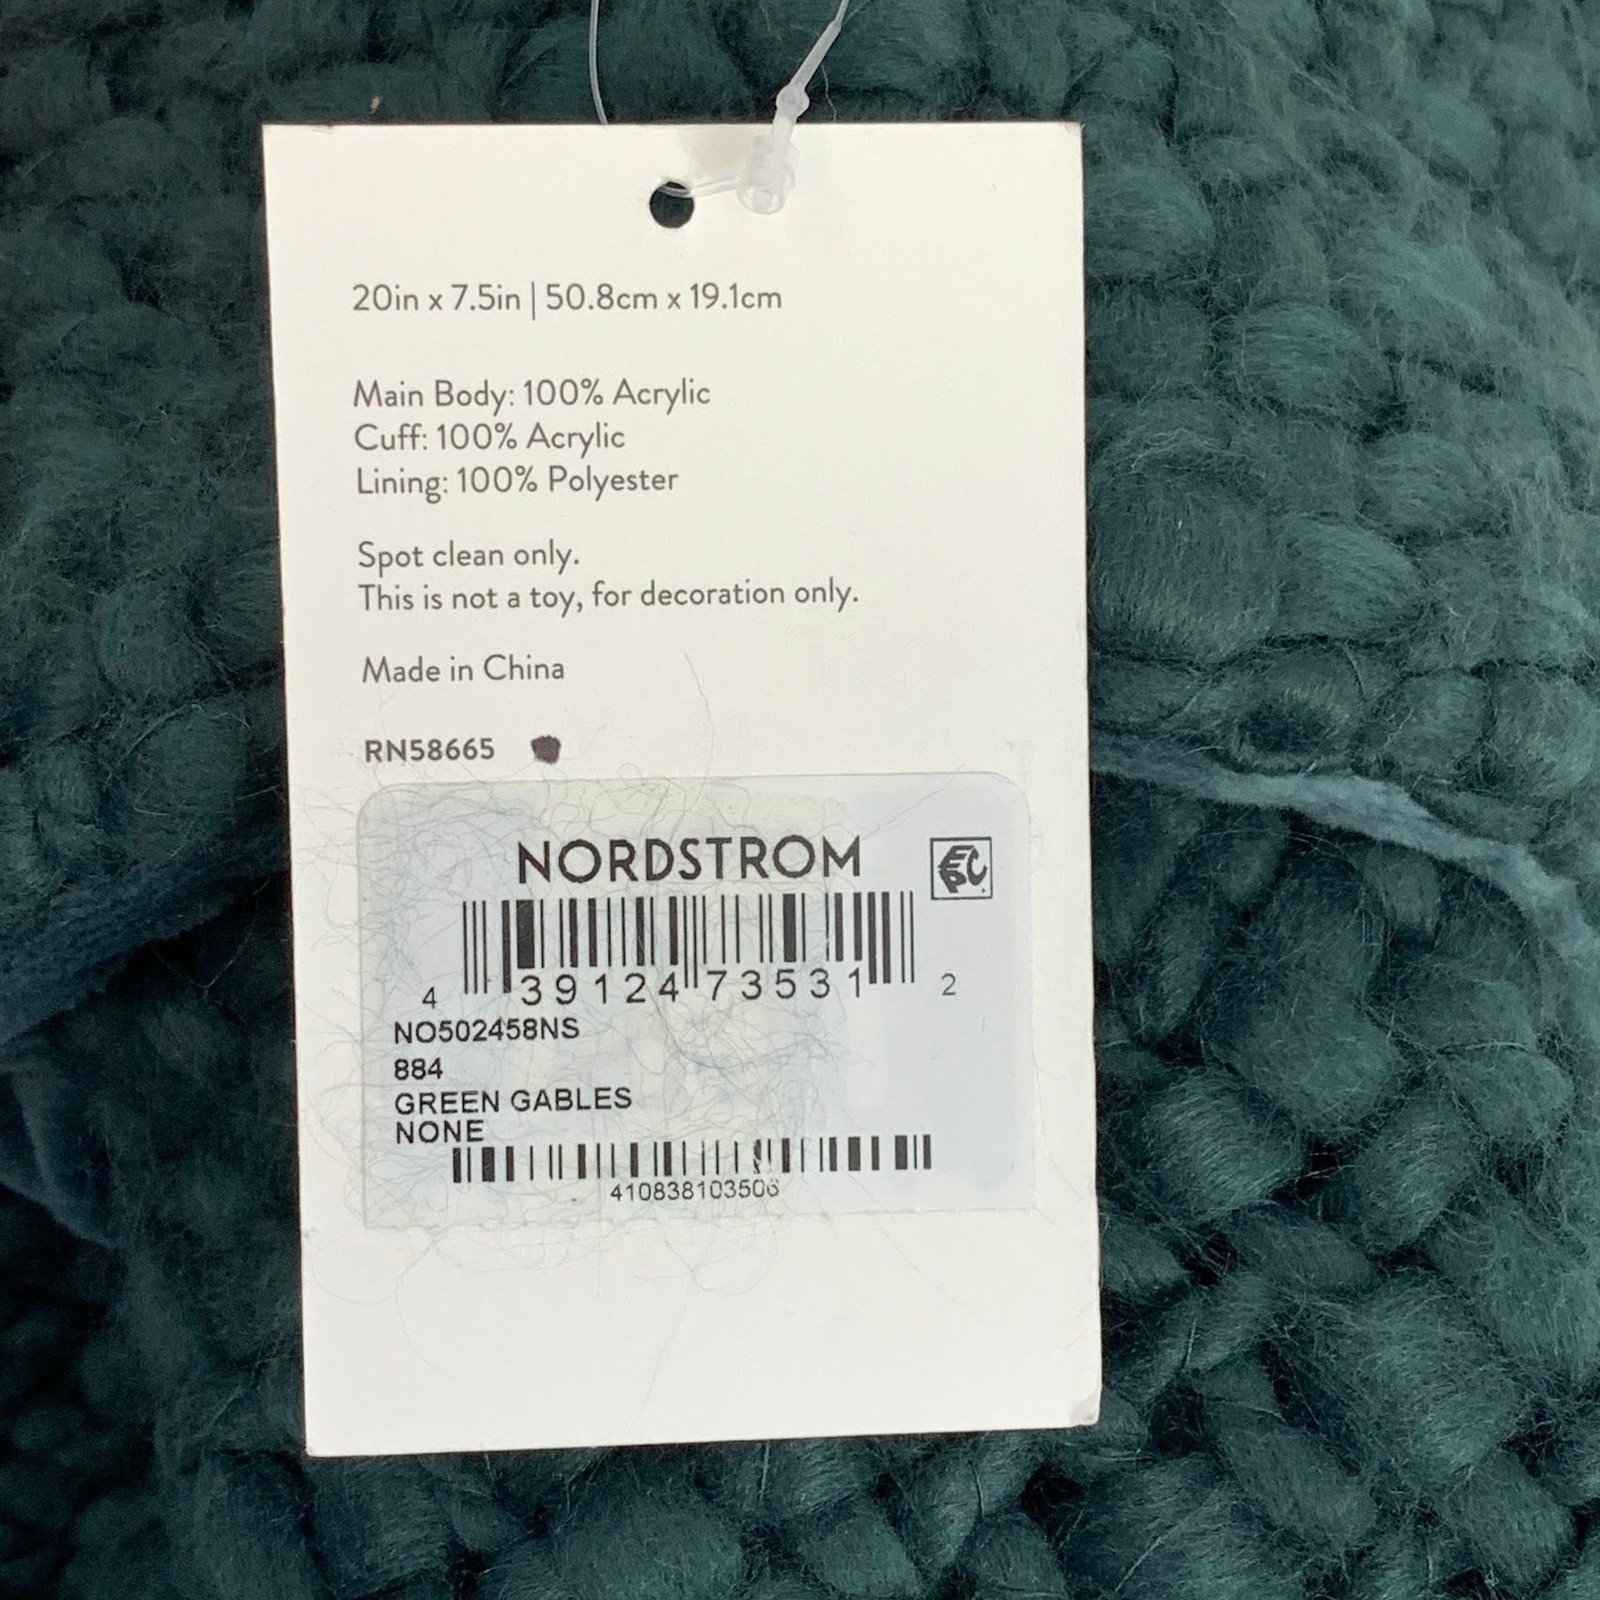 20in x 7.5in | 50.8cm x 19.1cm
Main Body: 100% Acrylic
Cuff: 100% Acrylic
Lining: 100% Polyester
Spot clean only.
This is not a toy, for decoration only.
Made in China
RN58665
NORDSTROM
EPC
4 39124 73531 2
NO502458NS
884
GREEN GABLES
NONE
410838103506